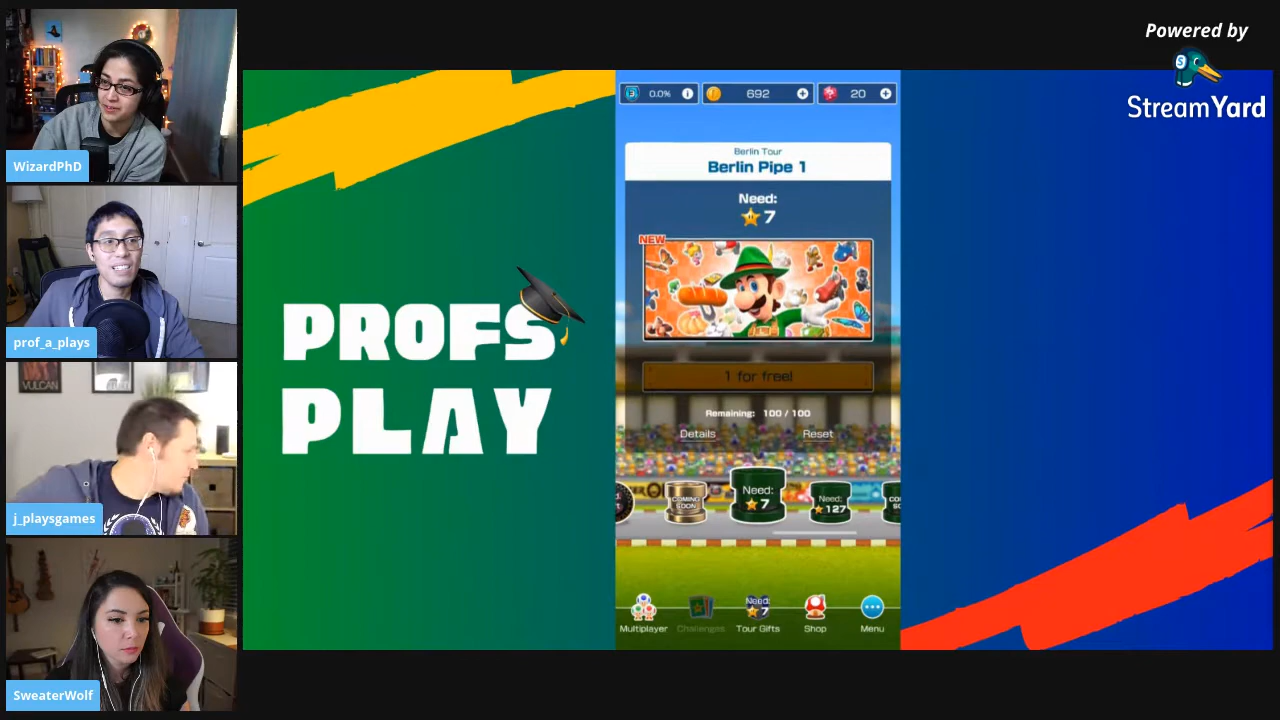 VULCAN
WizardPhD
prof_a_plays
j_playsgames
SweaterWolf
PROFS
PLAY
0.0%
692
20
Berlin Tour
Berlin Pipe 1
Need:
7
NEW
1 for free!
Remaining: 100 / 100
Details
Reset
COMING
SOON
Need:
7
Need:
127
Need:
7
Multiplayer
Challenges
Tour Gifts
Shop
Menu
Powered by
StreamYard